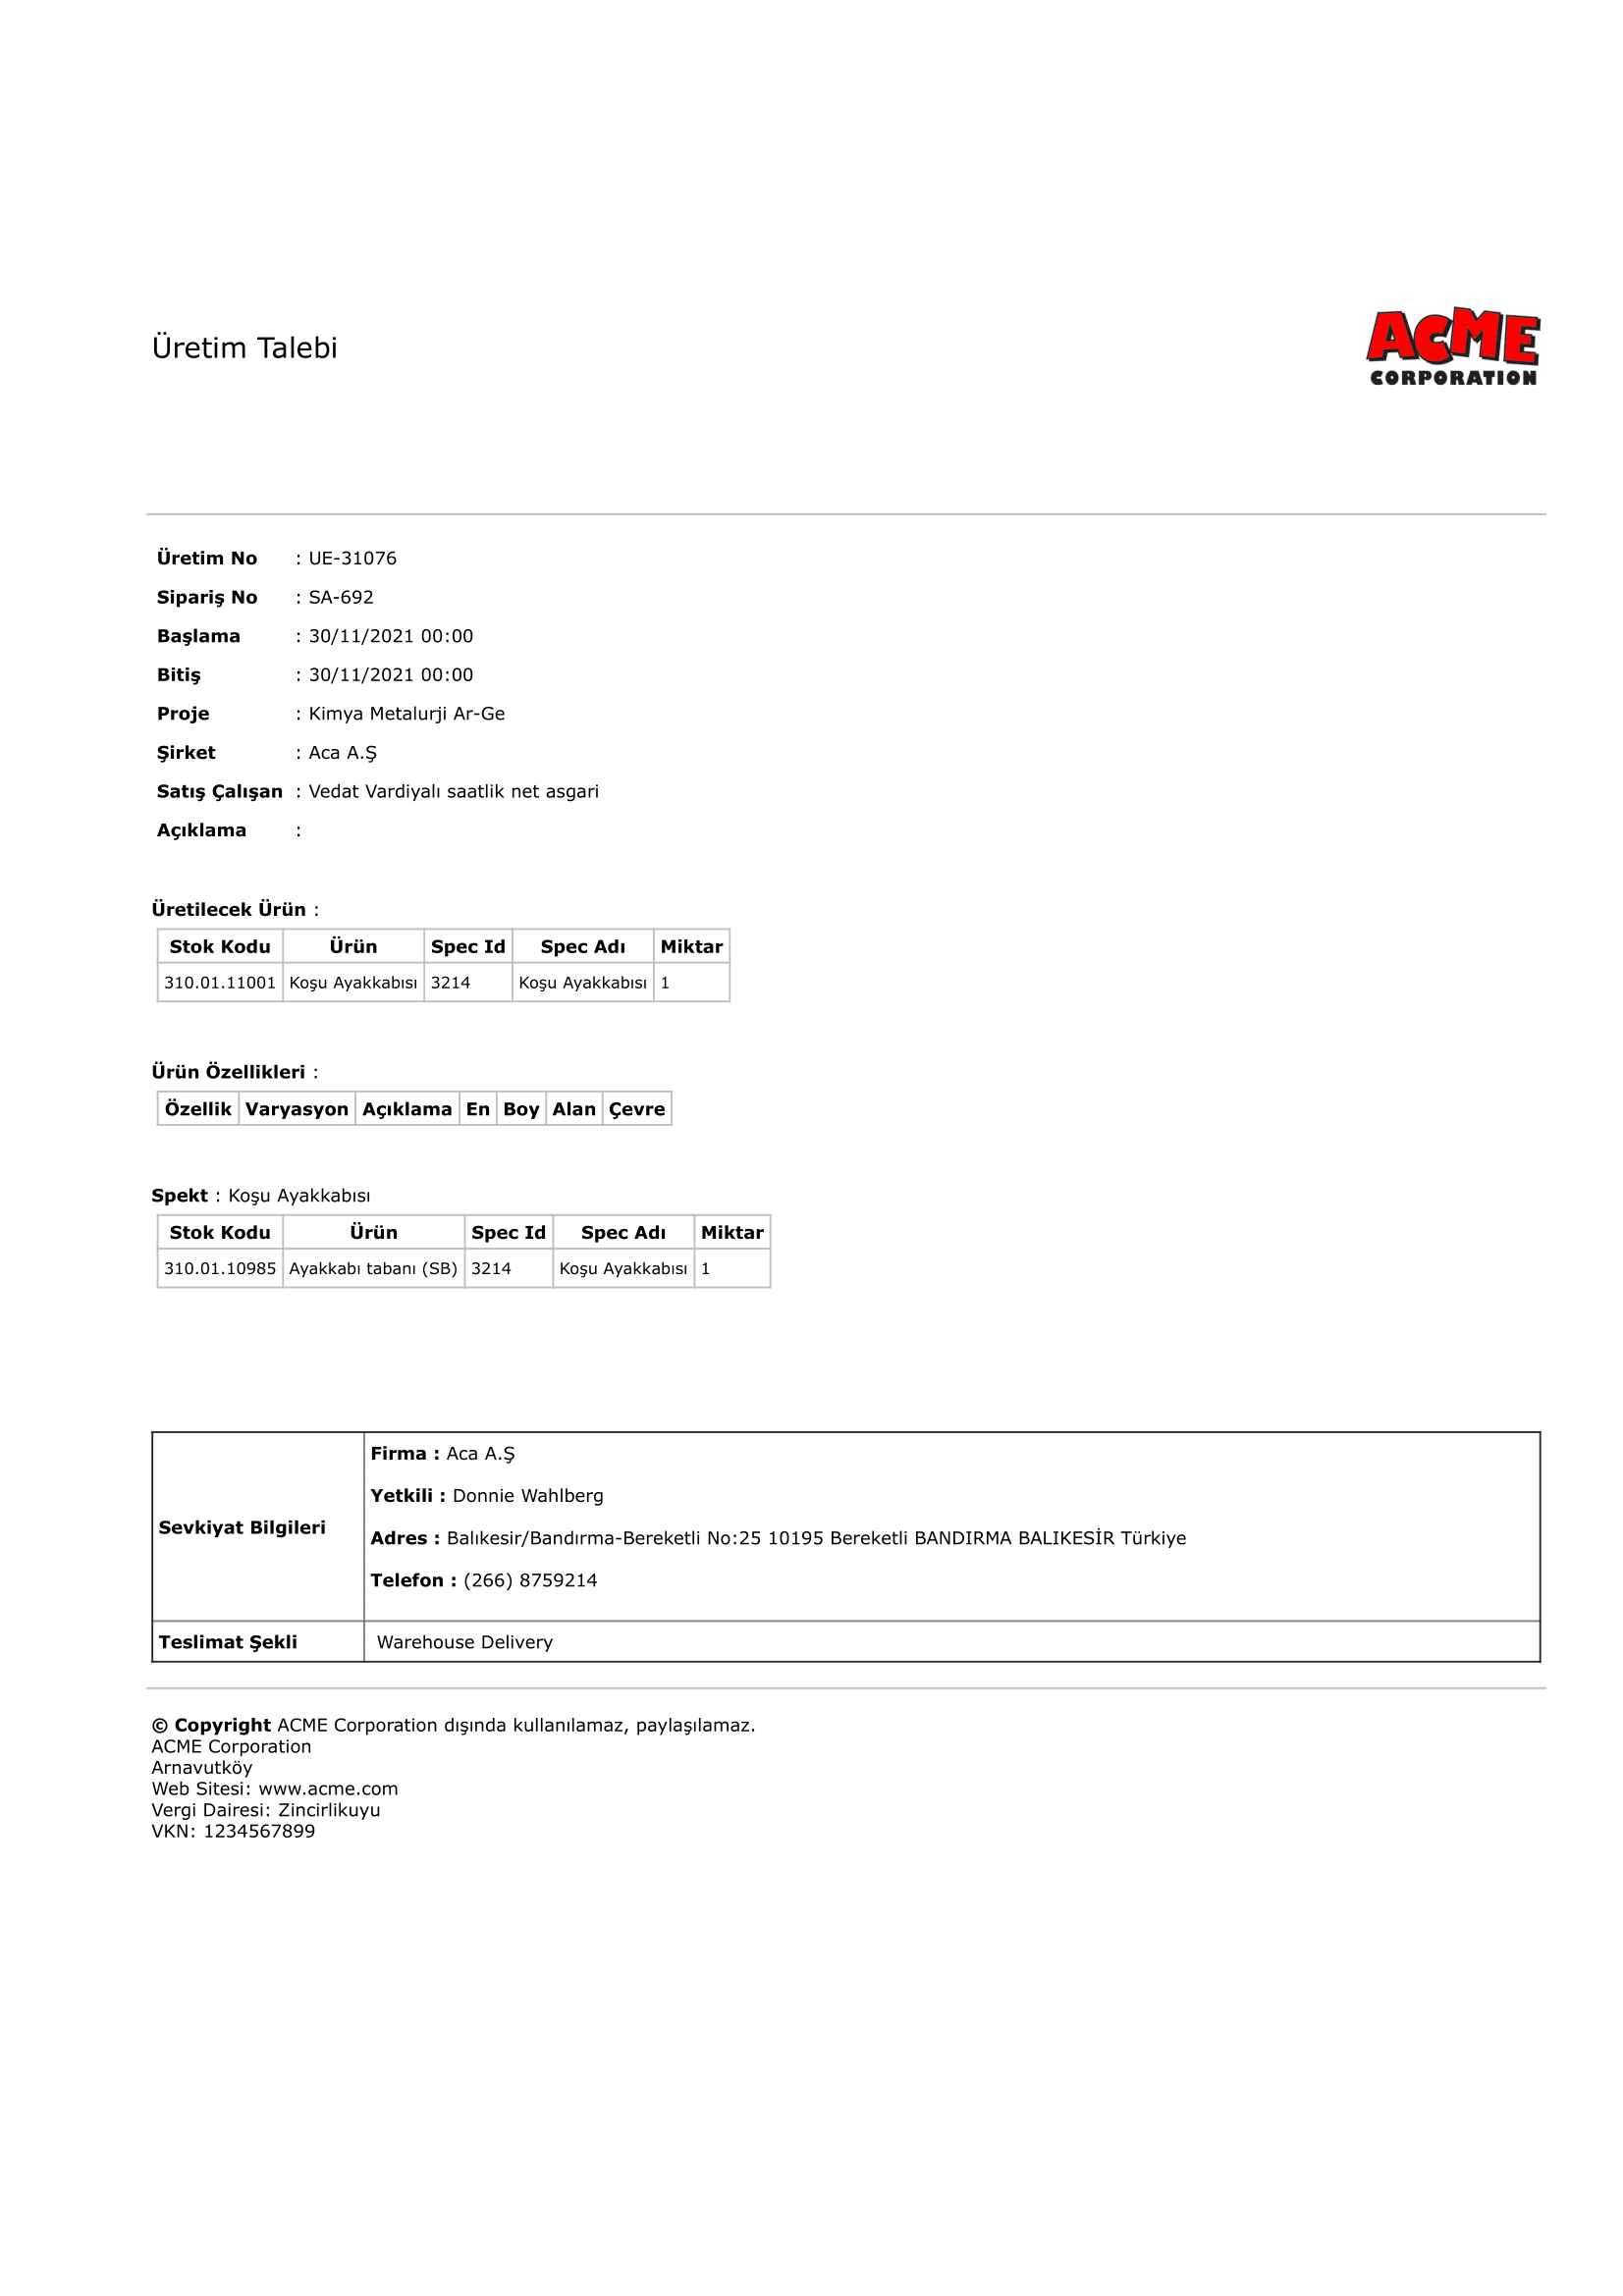 Üretim Talebi
ACME
CORPORATION
Üretim No : UE-31076
Sipariş No : SA-692
Başlama : 30/11/2021 00:00
Bitiş : 30/11/2021 00:00
Proje : Kimya Metalurji Ar-Ge
Şirket : Aca A.Ş
Satış Çalışan : Vedat Vardiyalı saatlik net asgari
Açıklama :
Üretilecek Ürün :
Stok Kodu Ürün Spec Id Spec Adı Miktar
310.01.11001 Koşu Ayakkabısı 3214 Koşu Ayakkabısı 1
Ürün Özellikleri :
Özellik Varyasyon Açıklama En Boy Alan Çevre
Spekt : Koşu Ayakkabısı
Stok Kodu Ürün Spec Id Spec Adı Miktar
310.01.10985 Ayakkabı tabanı (SB) 3214 Koşu Ayakkabısı 1
Sevkiyat Bilgileri
Firma : Aca A.Ş
Yetkili : Donnie Wahlberg
Adres : Balıkesir/Bandırma-Bereketli No:25 10195 Bereketli BANDIRMA BALIKESİR Türkiye
Telefon : (266) 8759214
Teslimat Şekli Warehouse Delivery
© Copyright ACME Corporation dışında kullanılamaz, paylaşılamaz.
ACME Corporation
Arnavutköy
Web Sitesi: www.acme.com
Vergi Dairesi: Zincirlikuyu
VKN: 1234567899